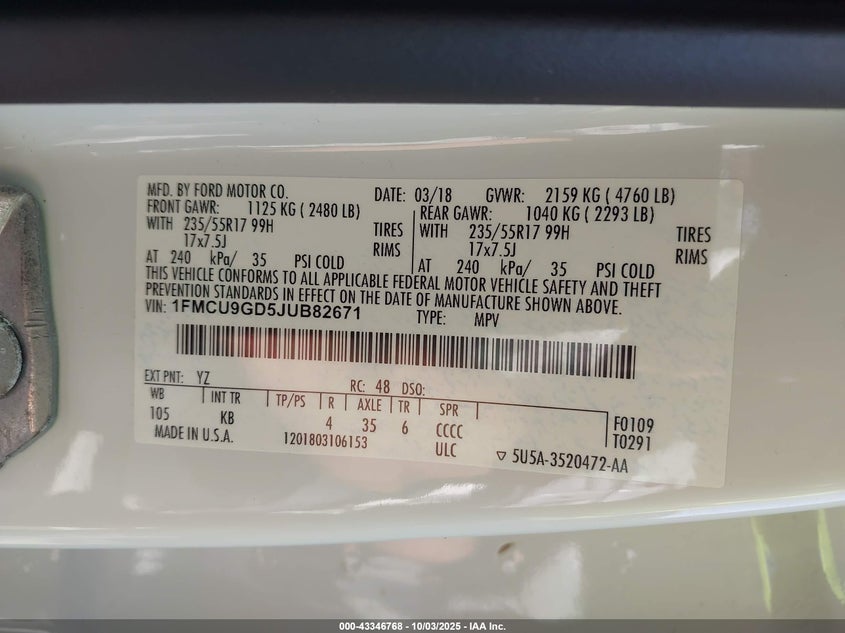 MFD. BY FORD MOTOR CO. DATE: 03/18 GVWR: 2159 KG ( 4760 LB)
FRONT GAWR: 1125 KG ( 2480 LB) REAR GAWR: 1040 KG ( 2293 LB)
WITH 235/55R17 99H TIRES WITH 235/55R17 99H TIRES
17x7.5J RIMS 17x7.5J RIMS
AT 240 kPa/ 35 PSI COLD AT 240 kPa/ 35 PSI COLD
THIS VEHICLE CONFORMS TO ALL APPLICABLE FEDERAL MOTOR VEHICLE SAFETY AND THEFT
PREVENTION STANDARDS IN EFFECT ON THE DATE OF MANUFACTURE SHOWN ABOVE.
VIN: 1FMCU9GD5JUB82671 TYPE: MPV
EXT PNT: YZ RC: 48 DSO:
WB INT TR TP/PS R AXLE TR SPR F0109
105 KB 4 35 6 CCCC T0291
MADE IN U.S.A. 1201803106153 ULC ▽ 5U5A-3520472-AA
000-43346768 - 10/03/2025 - IAA Inc.